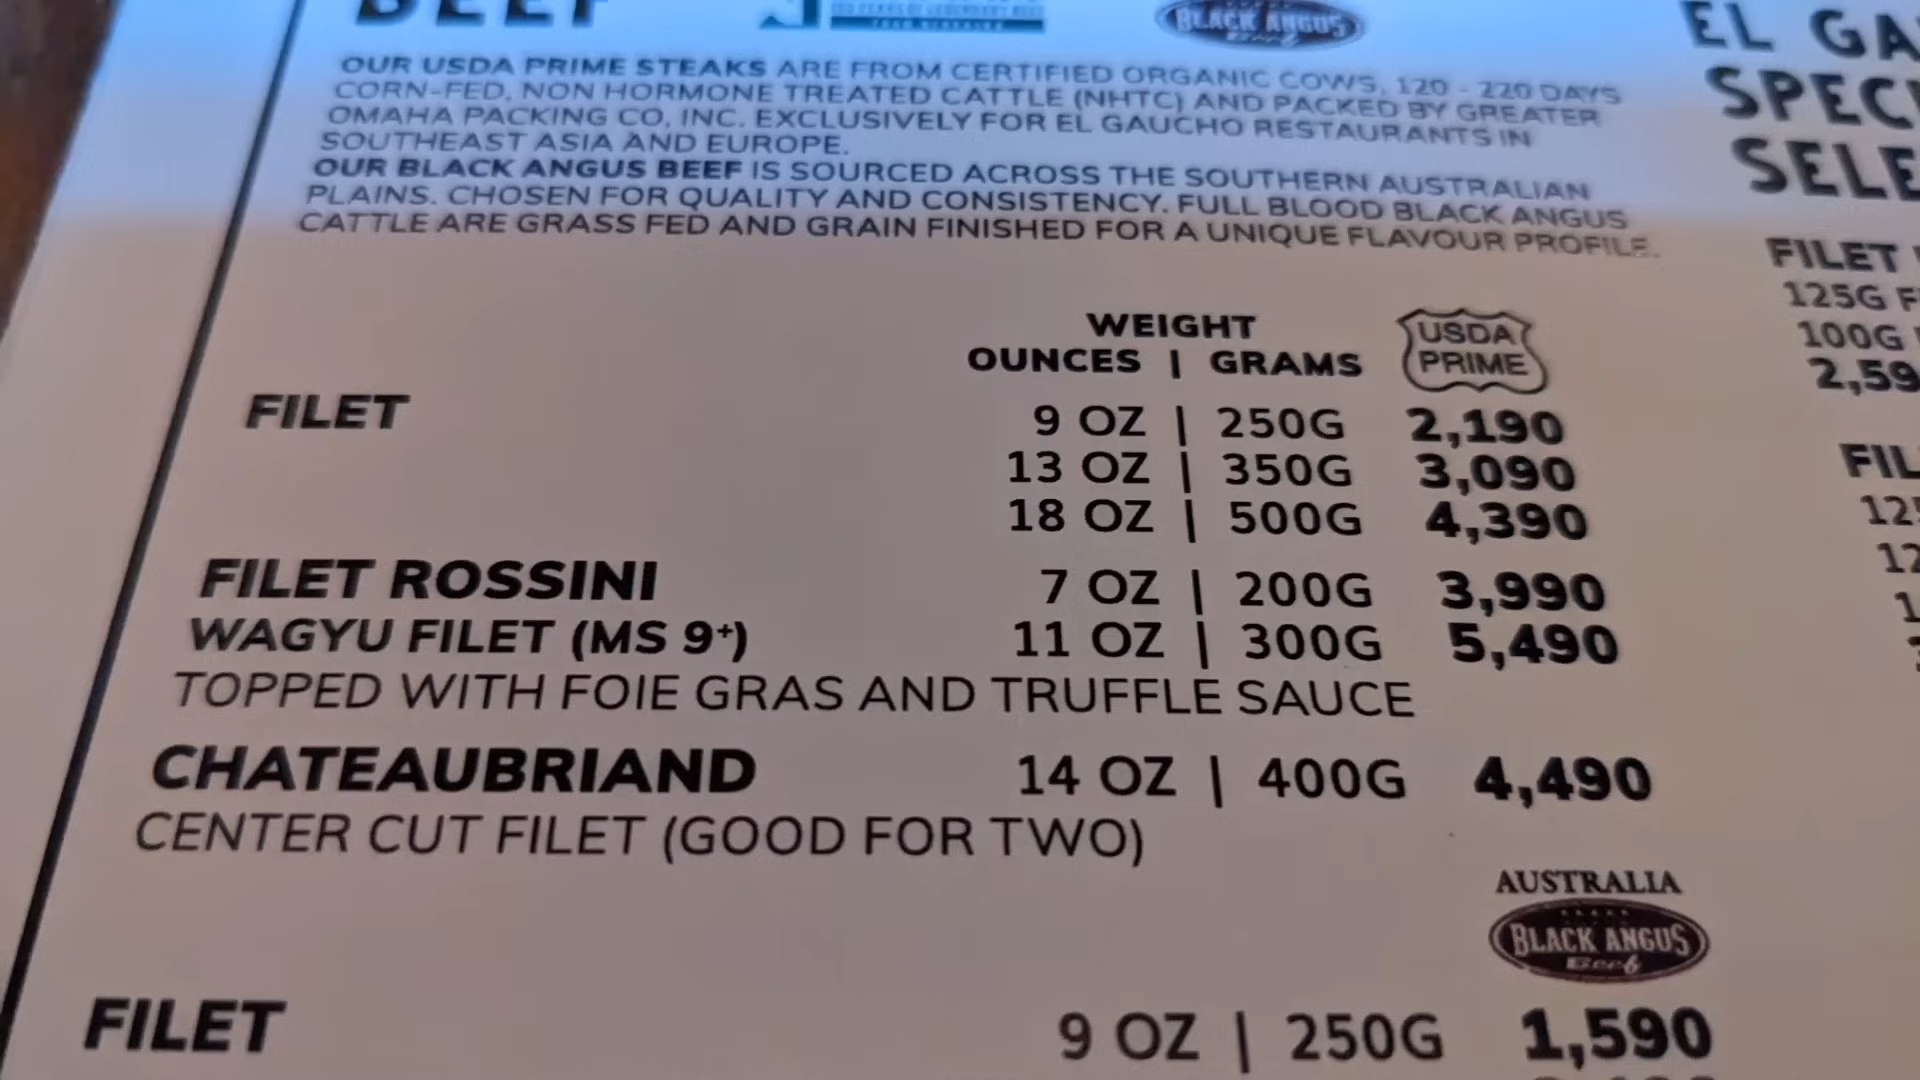 BEEF
BLACK ANGUS
Beef
OUR USDA PRIME STEAKS ARE FROM CERTIFIED ORGANIC COWS, 120 - 220 DAYS
CORN-FED, NON HORMONE TREATED CATTLE (NHTC) AND PACKED BY GREATER
OMAHA PACKING CO, INC. EXCLUSIVELY FOR EL GAUCHO RESTAURANTS IN
SOUTHEAST ASIA AND EUROPE.
OUR BLACK ANGUS BEEF IS SOURCED ACROSS THE SOUTHERN AUSTRALIAN
PLAINS. CHOSEN FOR QUALITY AND CONSISTENCY. FULL BLOOD BLACK ANGUS
CATTLE ARE GRASS FED AND GRAIN FINISHED FOR A UNIQUE FLAVOUR PROFILE.
WEIGHT
OUNCES | GRAMS
USDA
PRIME
FILET 9 OZ | 250G 2,190
13 OZ | 350G 3,090
18 OZ | 500G 4,390
FILET ROSSINI 7 OZ | 200G 3,990
WAGYU FILET (MS 9+) 11 OZ | 300G 5,490
TOPPED WITH FOIE GRAS AND TRUFFLE SAUCE
CHATEAUBRIAND 14 OZ | 400G 4,490
CENTER CUT FILET (GOOD FOR TWO)
AUSTRALIA
BLACK ANGUS
Beef
FILET 9 OZ | 250G 1,590
EL GA
SPECI
SELE
FILET
125G F
100G
2,59
FIL
125
12